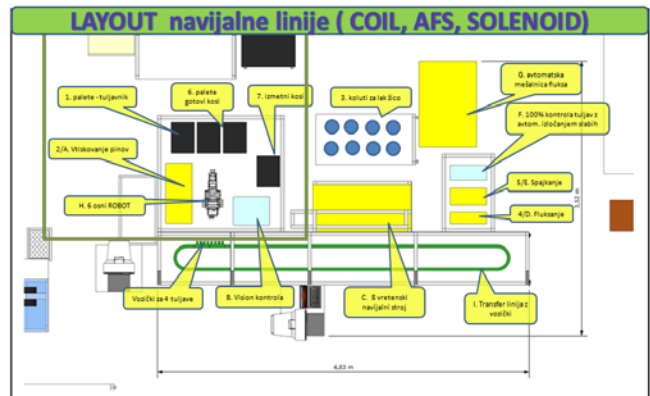 LAYOUT navijalne linije ( COIL, AFS, SOLENOID)
1. palete - tuljavnik
6. palete
gotovi kosi
7. Izmetni kosi
3. koluti za lak žico
G. avtomatska
mešalnica fluksa
F. 100% kontrola tuljav z
avtom. izločanjem slabih
2/A. Vtiskovanje pinov
5/E. Spajkanje
H. 6 osni ROBOT
4/D. Fluksanje
3,52 m
Vozički za 4 tuljave
B. Vision kontrola
C. 8 vretenski
navijalni stroj
I. Transfer linija z
vozički
4,83 m